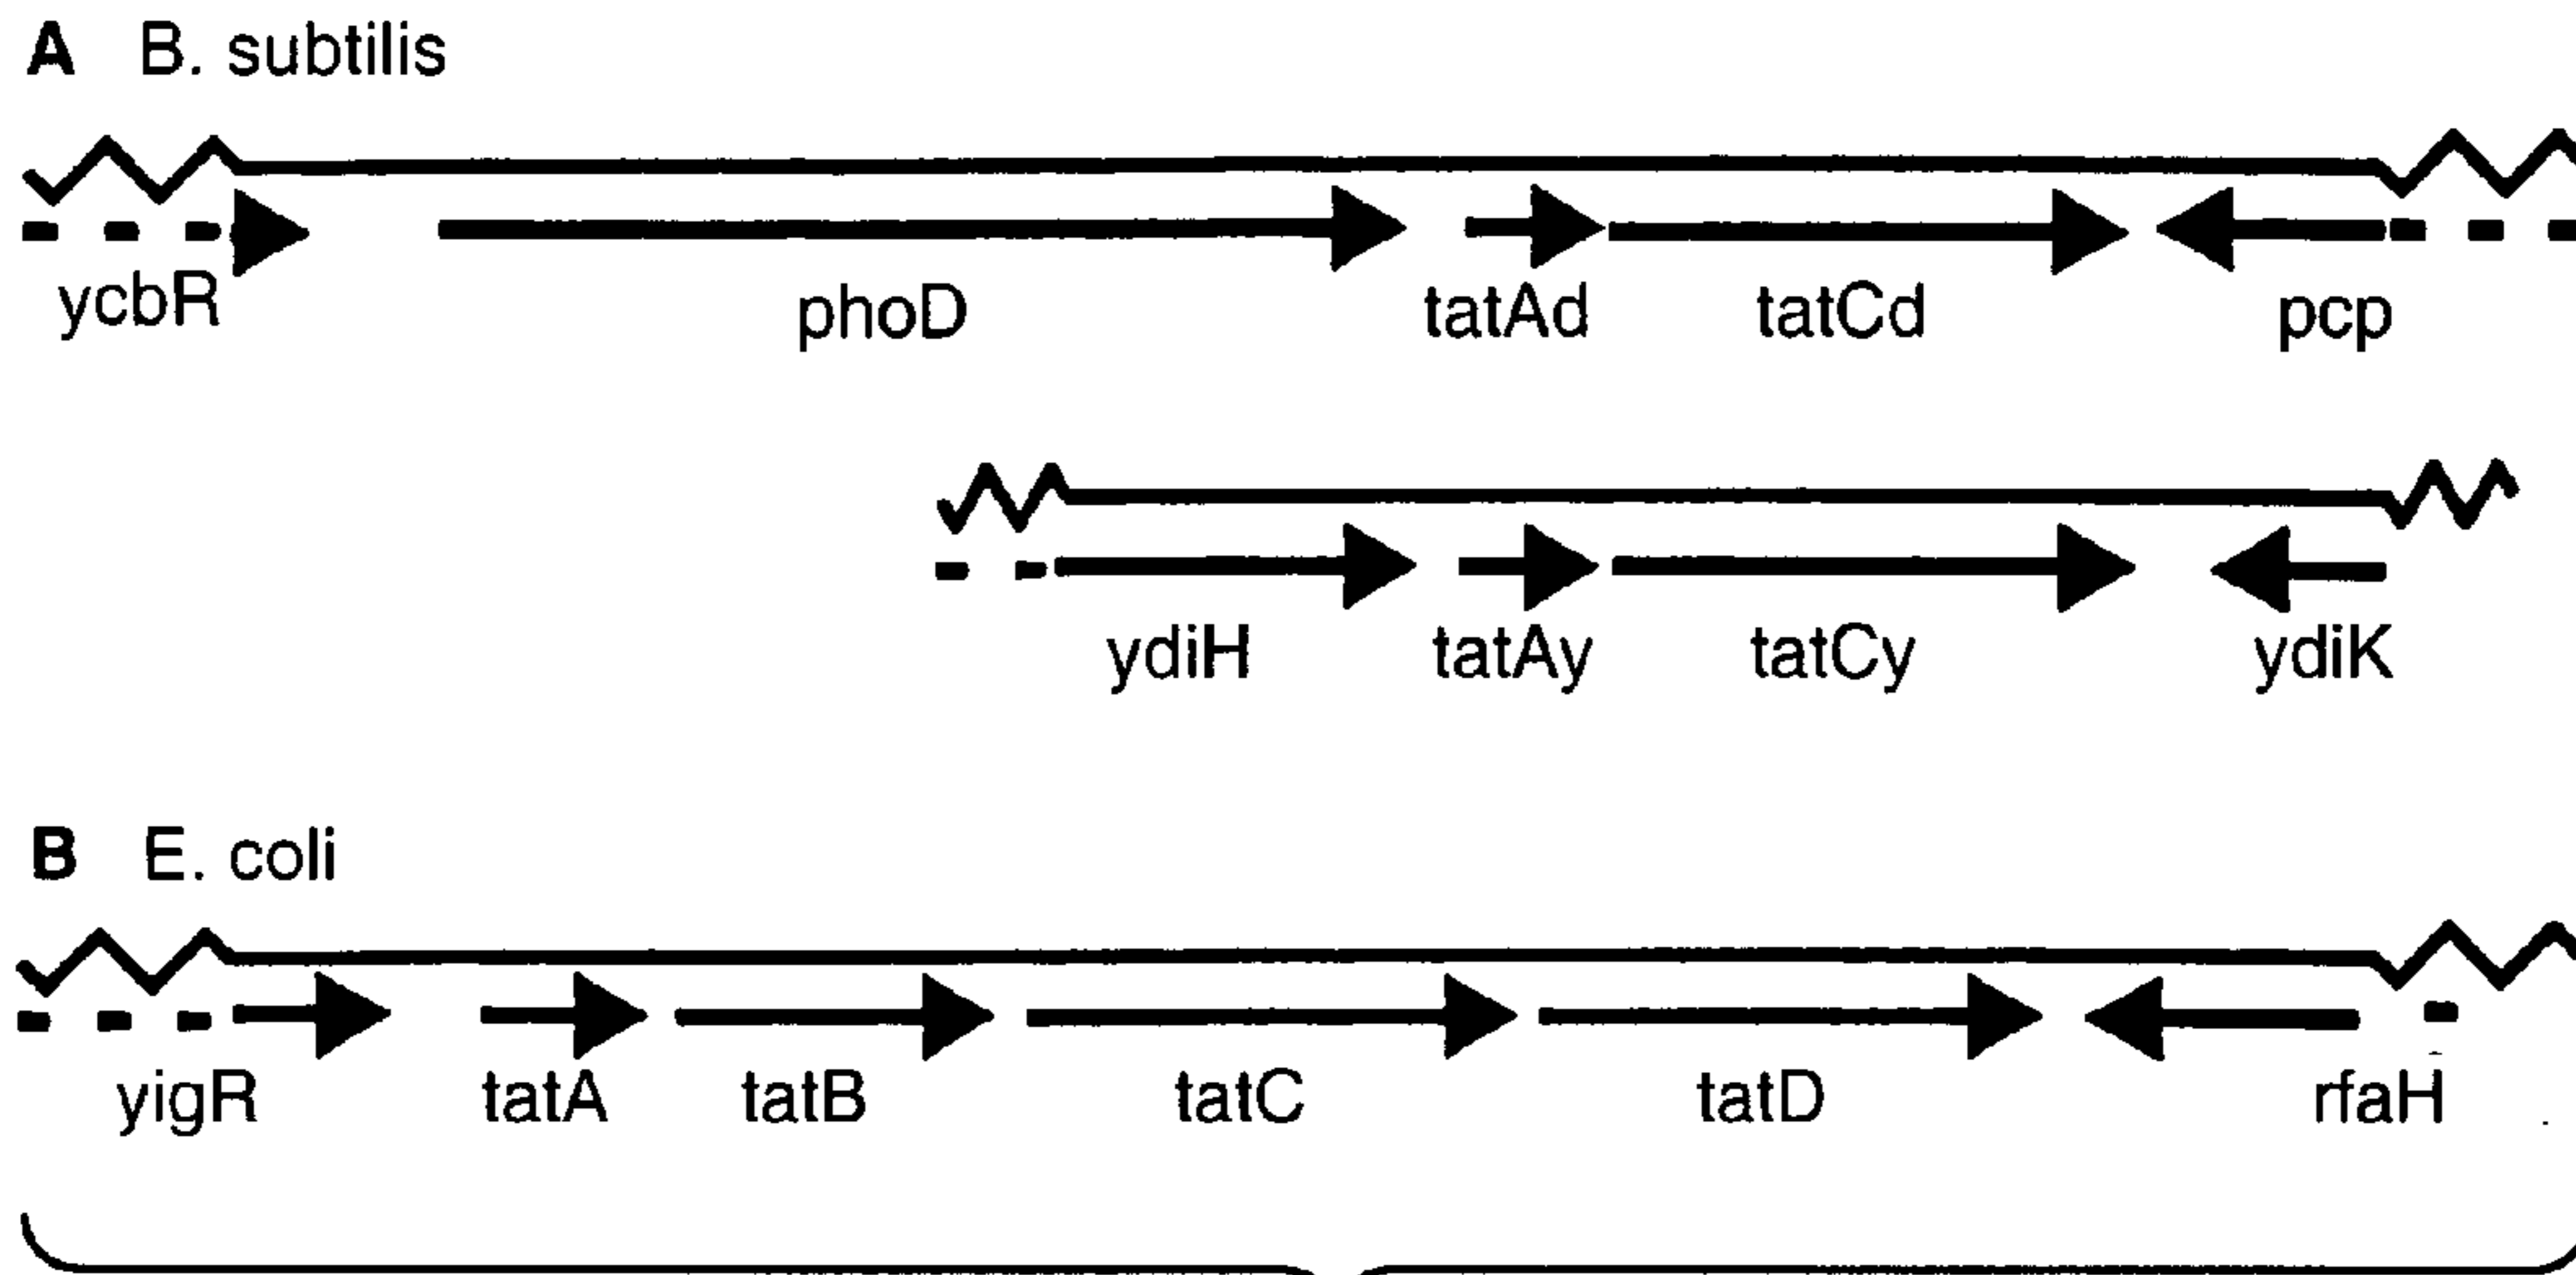 A B. subtilis
ycbR phoD tatAd tatCd pcp
ydiH tatAy tatCy ydiK
B E. coli
yigR tatA tatB tatC tatD rfaH